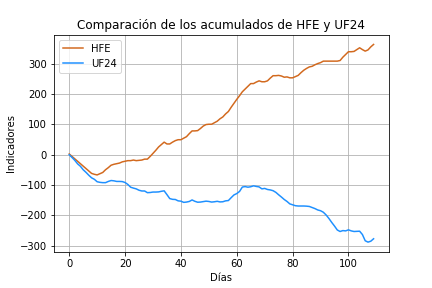 Comparación de los acumulados de HFE y UF24
HFE
UF24
Indicadores
300
200
100
0
−100
−200
−300
0
20
40
60
80
100
Días